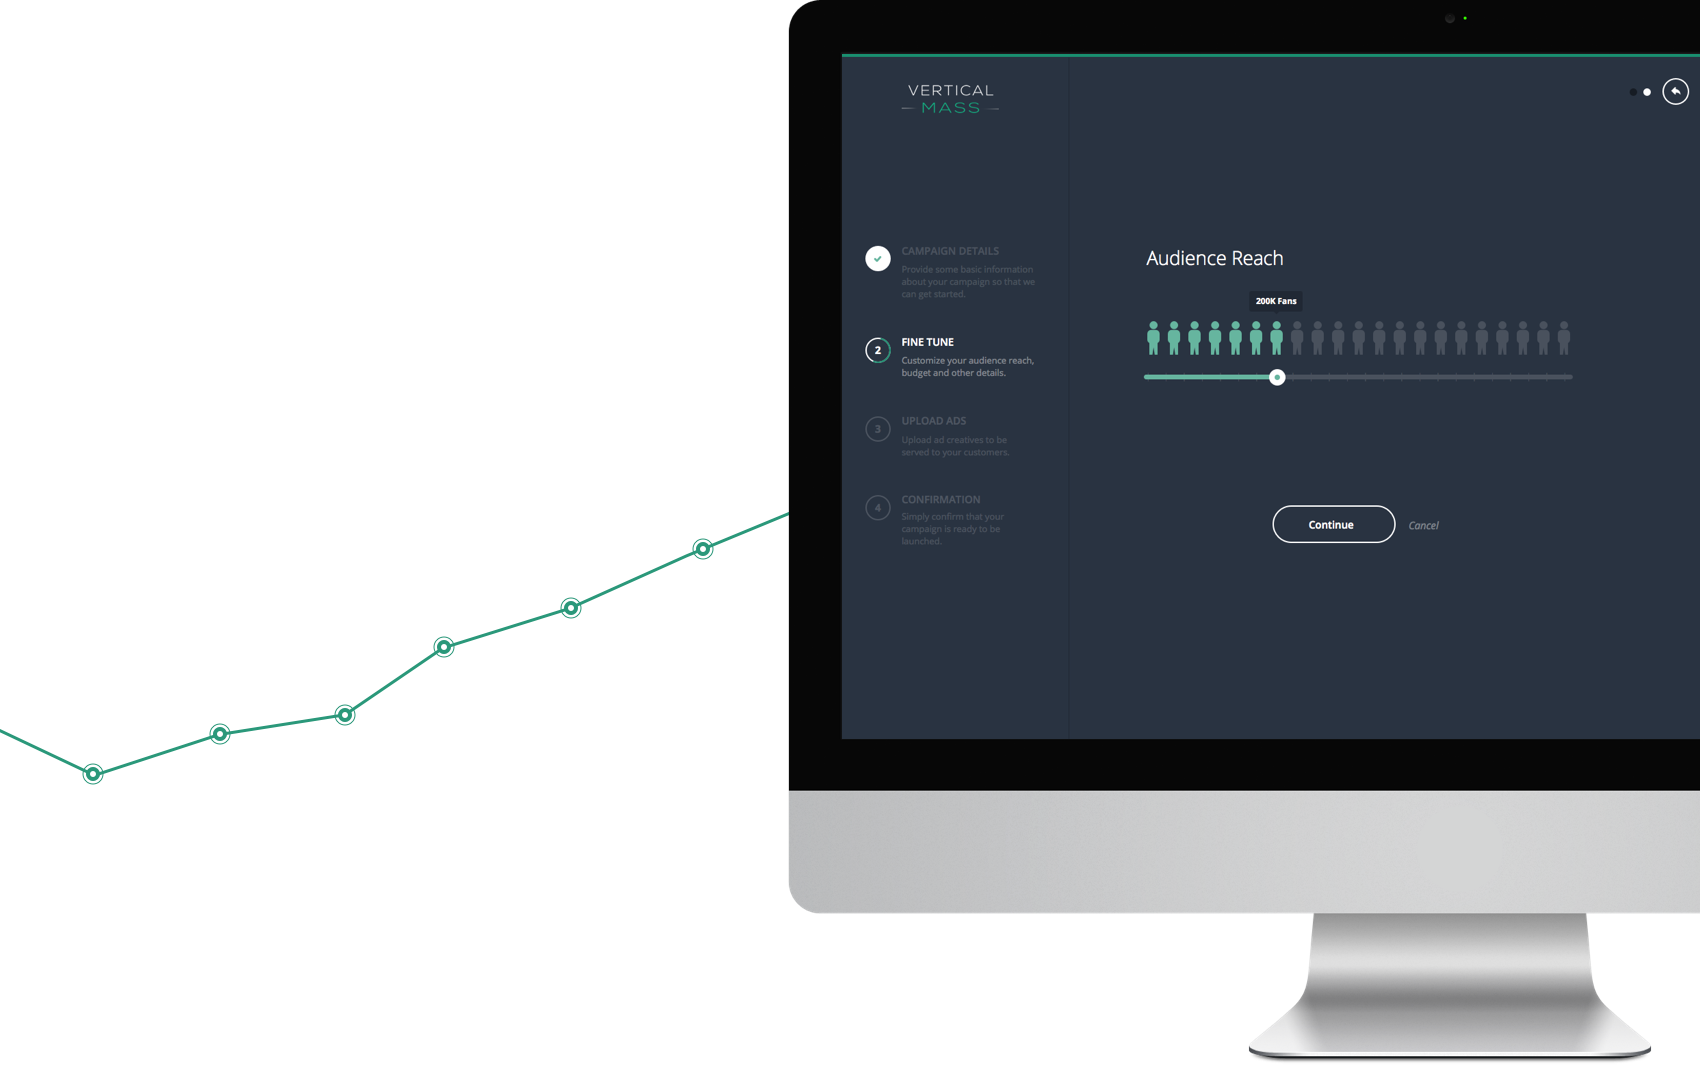 VERTICAL
MASS
CAMPAIGN DETAILS
Provide some basic information
about your campaign so that we
can get started.
2
FINE TUNE
Customize your audience reach,
budget and other details.
3
UPLOAD ADS
Upload ad creatives to be
served to your customers.
4
CONFIRMATION
Simply confirm that your
campaign is ready to be
launched.
Audience Reach
200K Fans
Continue
Cancel